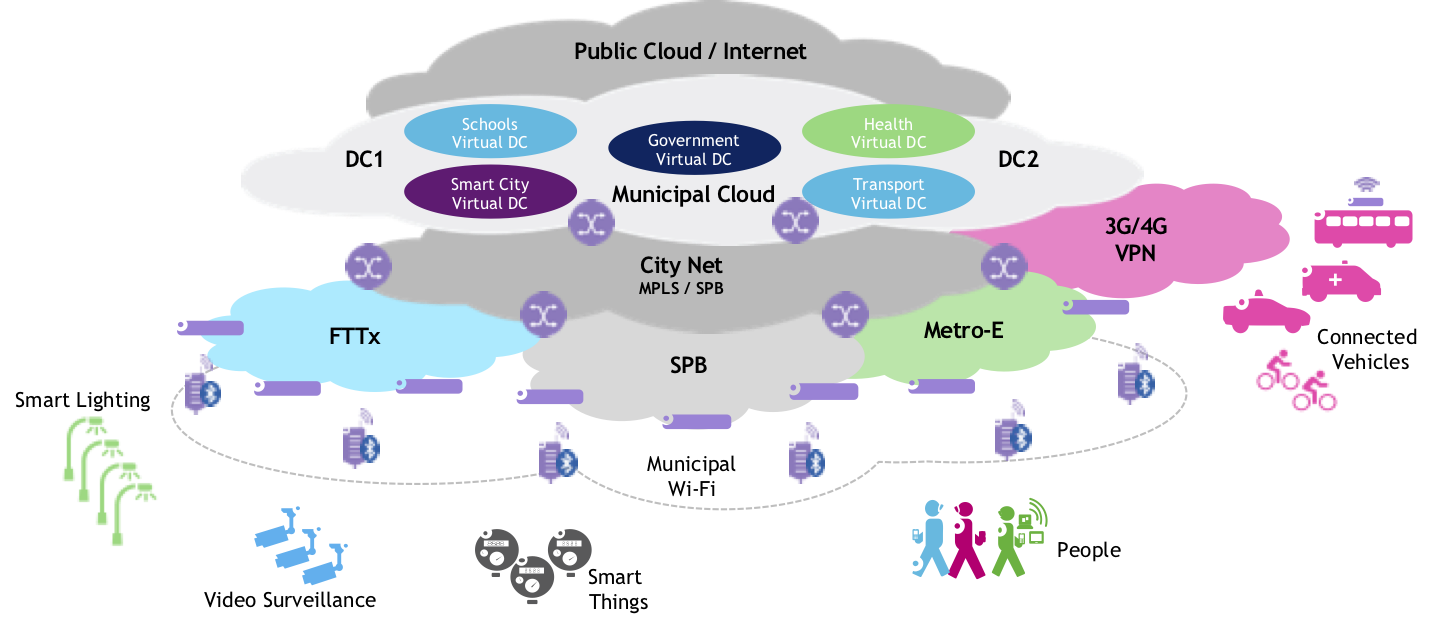 Public Cloud / Internet
Schools
Virtual DC
Government
Virtual DC
Health
Virtual DC
DC1
DC2
Smart City
Virtual DC
Municipal Cloud
Transport
Virtual DC
3G/4G
VPN
City Net
MPLS / SPB
FTTx
Metro-E
SPB
Connected
Vehicles
Smart Lighting
Municipal
Wi-Fi
People
Smart
Things
Video Surveillance